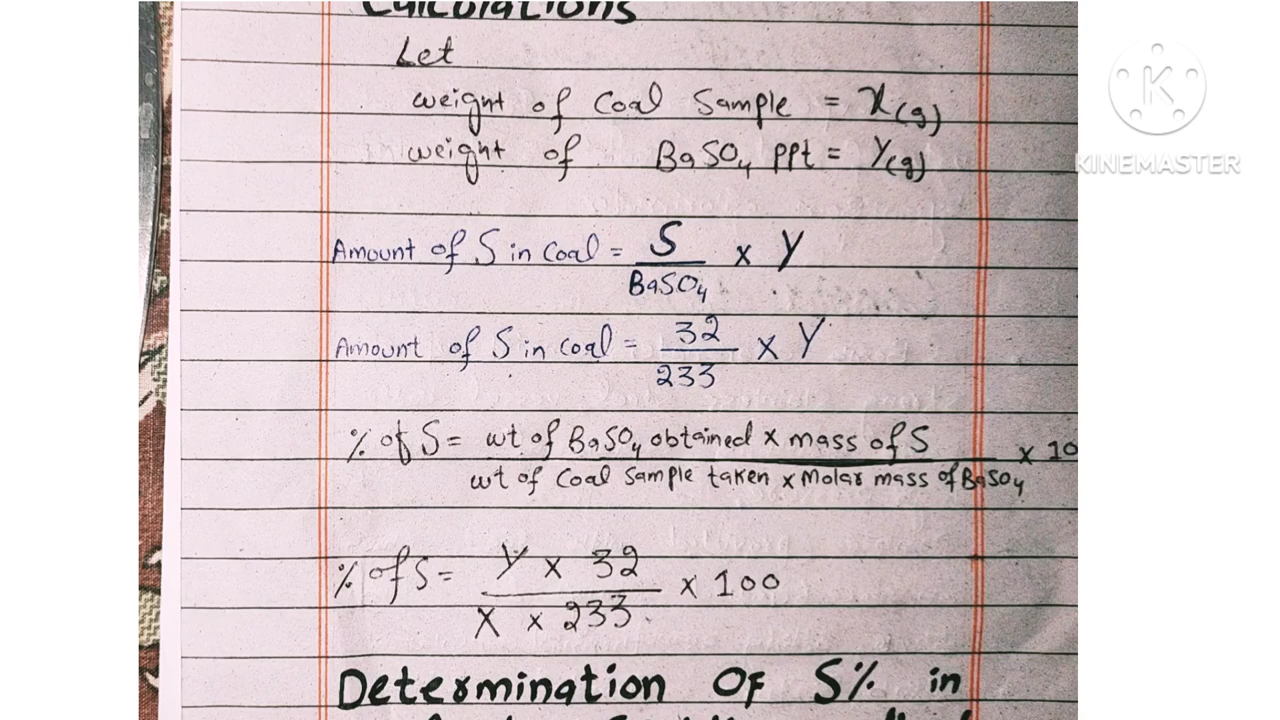 Calculations
Let
weight of Coal Sample = x(g)
weight of BaSO4 ppt = Y(g)
Amount of S in Coal = S / BaSO4 x Y
Amount of S in coal = 32 / 233 x Y
% of S = wt of BaSO4 obtained x mass of S / wt of Coal Sample taken x Molar mass of BaSO4 x 10
% of S = Y x 32 / X x 233 x 100
Determination Of S% in
K
KINEMASTER